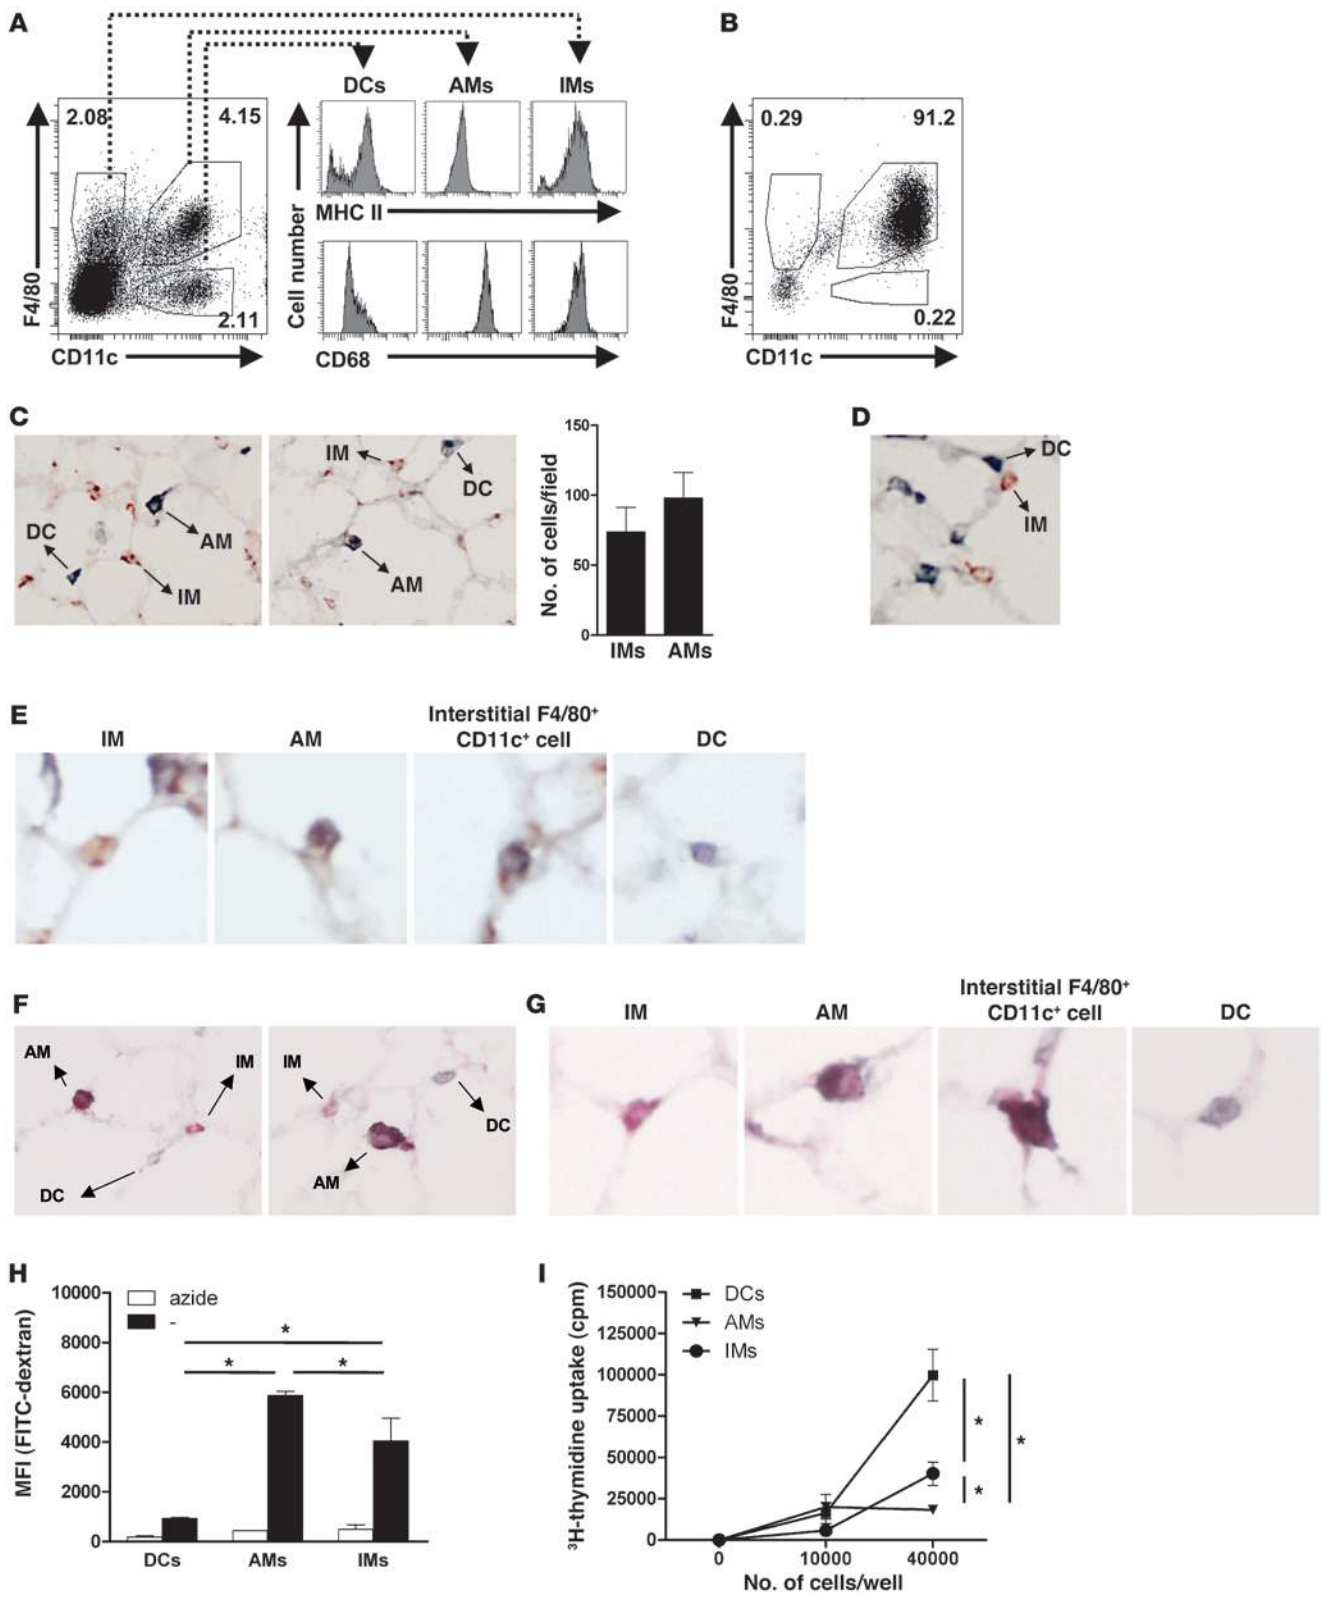 A
B
DCs
AMs
IMs
2.08
4.15
2.11
F4/80
CD11c
Cell number
MHC II
CD68
0.29
91.2
0.22
F4/80
CD11c
C
DC
AM
IM
IM
DC
AM
150
100
50
0
No. of cells/field
IMs
AMs
D
DC
IM
E
IM
AM
Interstitial F4/80⁺
CD11c⁺ cell
DC
F
AM
IM
DC
IM
DC
AM
G
IM
AM
Interstitial F4/80⁺
CD11c⁺ cell
DC
H
10000
8000
6000
4000
2000
0
MFI (FITC-dextran)
azide
-
*
*
*
DCs
AMs
IMs
I
150000
125000
100000
75000
50000
25000
0
³H-thymidine uptake (cpm)
DCs
AMs
IMs
*
*
*
0
10000
40000
No. of cells/well